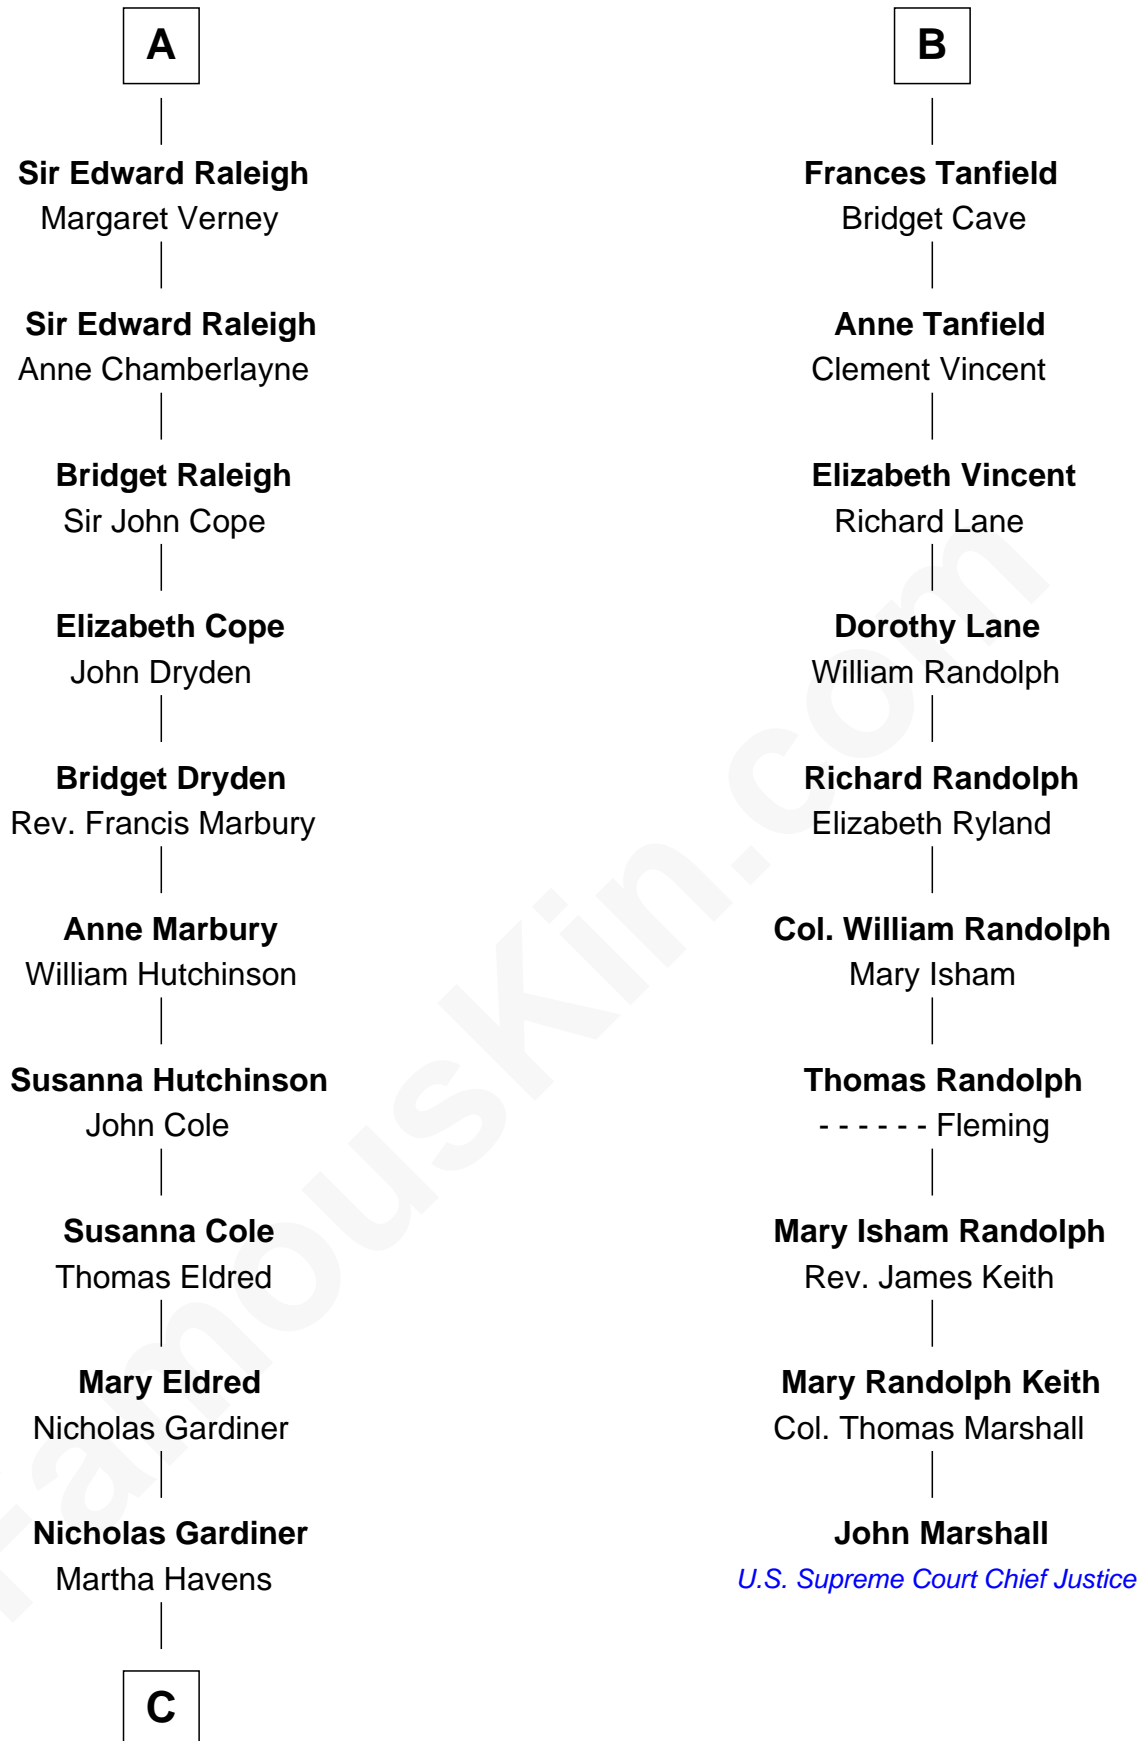 A
Sir Edward Raleigh
Margaret Verney
Sir Edward Raleigh
Anne Chamberlayne
Bridget Raleigh
Sir John Cope
Elizabeth Cope
John Dryden
Bridget Dryden
Rev. Francis Marbury
Anne Marbury
William Hutchinson
Susanna Hutchinson
John Cole
Susanna Cole
Thomas Eldred
Mary Eldred
Nicholas Gardiner
Nicholas Gardiner
Martha Havens
C
B
Frances Tanfield
Bridget Cave
Anne Tanfield
Clement Vincent
Elizabeth Vincent
Richard Lane
Dorothy Lane
William Randolph
Richard Randolph
Elizabeth Ryland
Col. William Randolph
Mary Isham
Thomas Randolph
- - - - - - Fleming
Mary Isham Randolph
Rev. James Keith
Mary Randolph Keith
Col. Thomas Marshall
John Marshall
U.S. Supreme Court Chief Justice
FamousKin.com